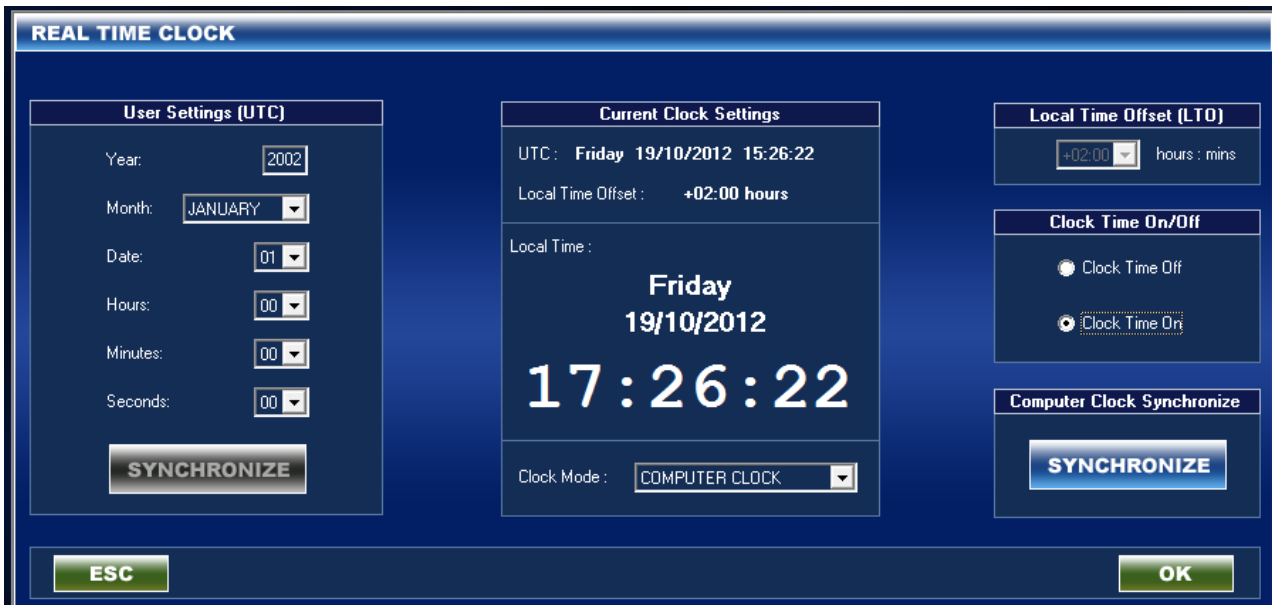 REAL TIME CLOCK
User Settings (UTC)
Year: 2002
Month: JANUARY
Date: 01
Hours: 00
Minutes: 00
Seconds: 00
SYNCHRONIZE
Current Clock Settings
UTC : Friday 19/10/2012 15:26:22
Local Time Offset : +02:00 hours
Local Time :
Friday
19/10/2012
17:26:22
Clock Mode : COMPUTER CLOCK
Local Time Offset (LTO)
+02:00 hours : mins
Clock Time On/Off
Clock Time Off
Clock Time On
Computer Clock Synchronize
SYNCHRONIZE
ESC
OK